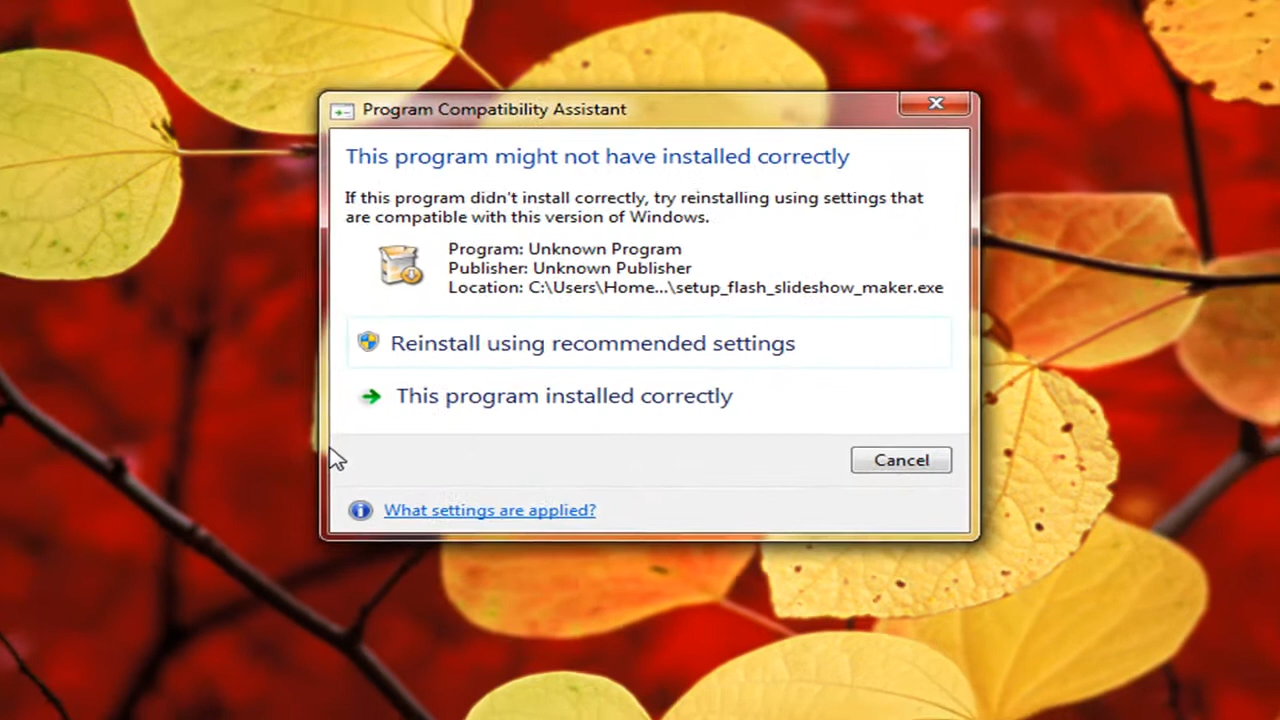 Program Compatibility Assistant
This program might not have installed correctly
If this program didn't install correctly, try reinstalling using settings that
are compatible with this version of Windows.
Program: Unknown Program
Publisher: Unknown Publisher
Location: C:\Users\Home...\setup_flash_slideshow_maker.exe
Reinstall using recommended settings
This program installed correctly
Cancel
What settings are applied?